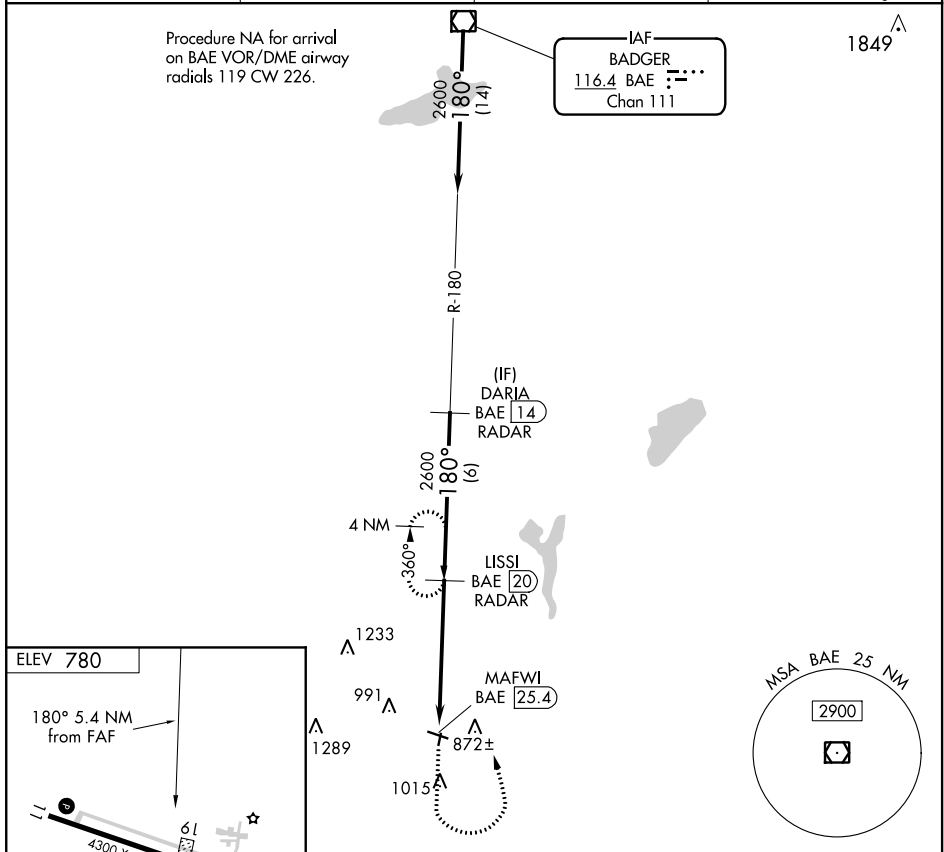 Procedure NA for arrival
on BAE VOR/DME airway
radials 119 CW 226.
IAF
BADGER
116.4 BAE
Chan 111
1849
2600
180°
(14)
R-180
(IF)
DARIA
BAE 14
RADAR
2600
180°
(6)
4 NM
360°
LISSI
BAE 20
RADAR
1233
991
1289
MAFWI
BAE 25.4
872±
1015
MSA BAE 25 NM
2900
ELEV 780
180° 5.4 NM
from FAF
P
11
19
4300 X